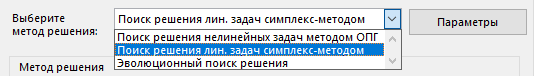 Выберите
метод решения:
Поиск решения лин. задач симплекс-методом
Параметры
Поиск решения нелинейных задач методом ОПГ
Поиск решения лин. задач симплекс-методом
Эволюционный поиск решения
Метод решения